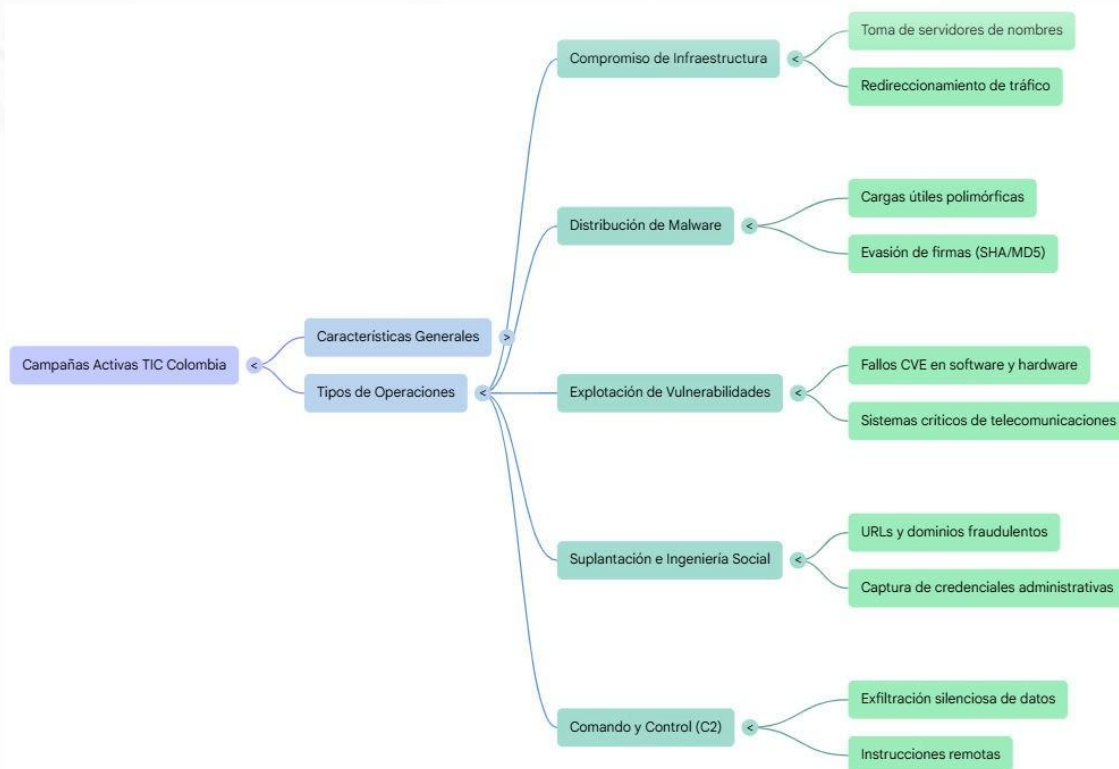 Campañas Activas TIC Colombia
Características Generales
Tipos de Operaciones
Compromiso de Infraestructura
Toma de servidores de nombres
Redireccionamiento de tráfico
Distribución de Malware
Cargas útiles polimórficas
Evasión de firmas (SHA/MD5)
Explotación de Vulnerabilidades
Fallos CVE en software y hardware
Sistemas críticos de telecomunicaciones
Suplantación e Ingeniería Social
URLs y dominios fraudulentos
Captura de credenciales administrativas
Comando y Control (C2)
Exfiltración silenciosa de datos
Instrucciones remotas